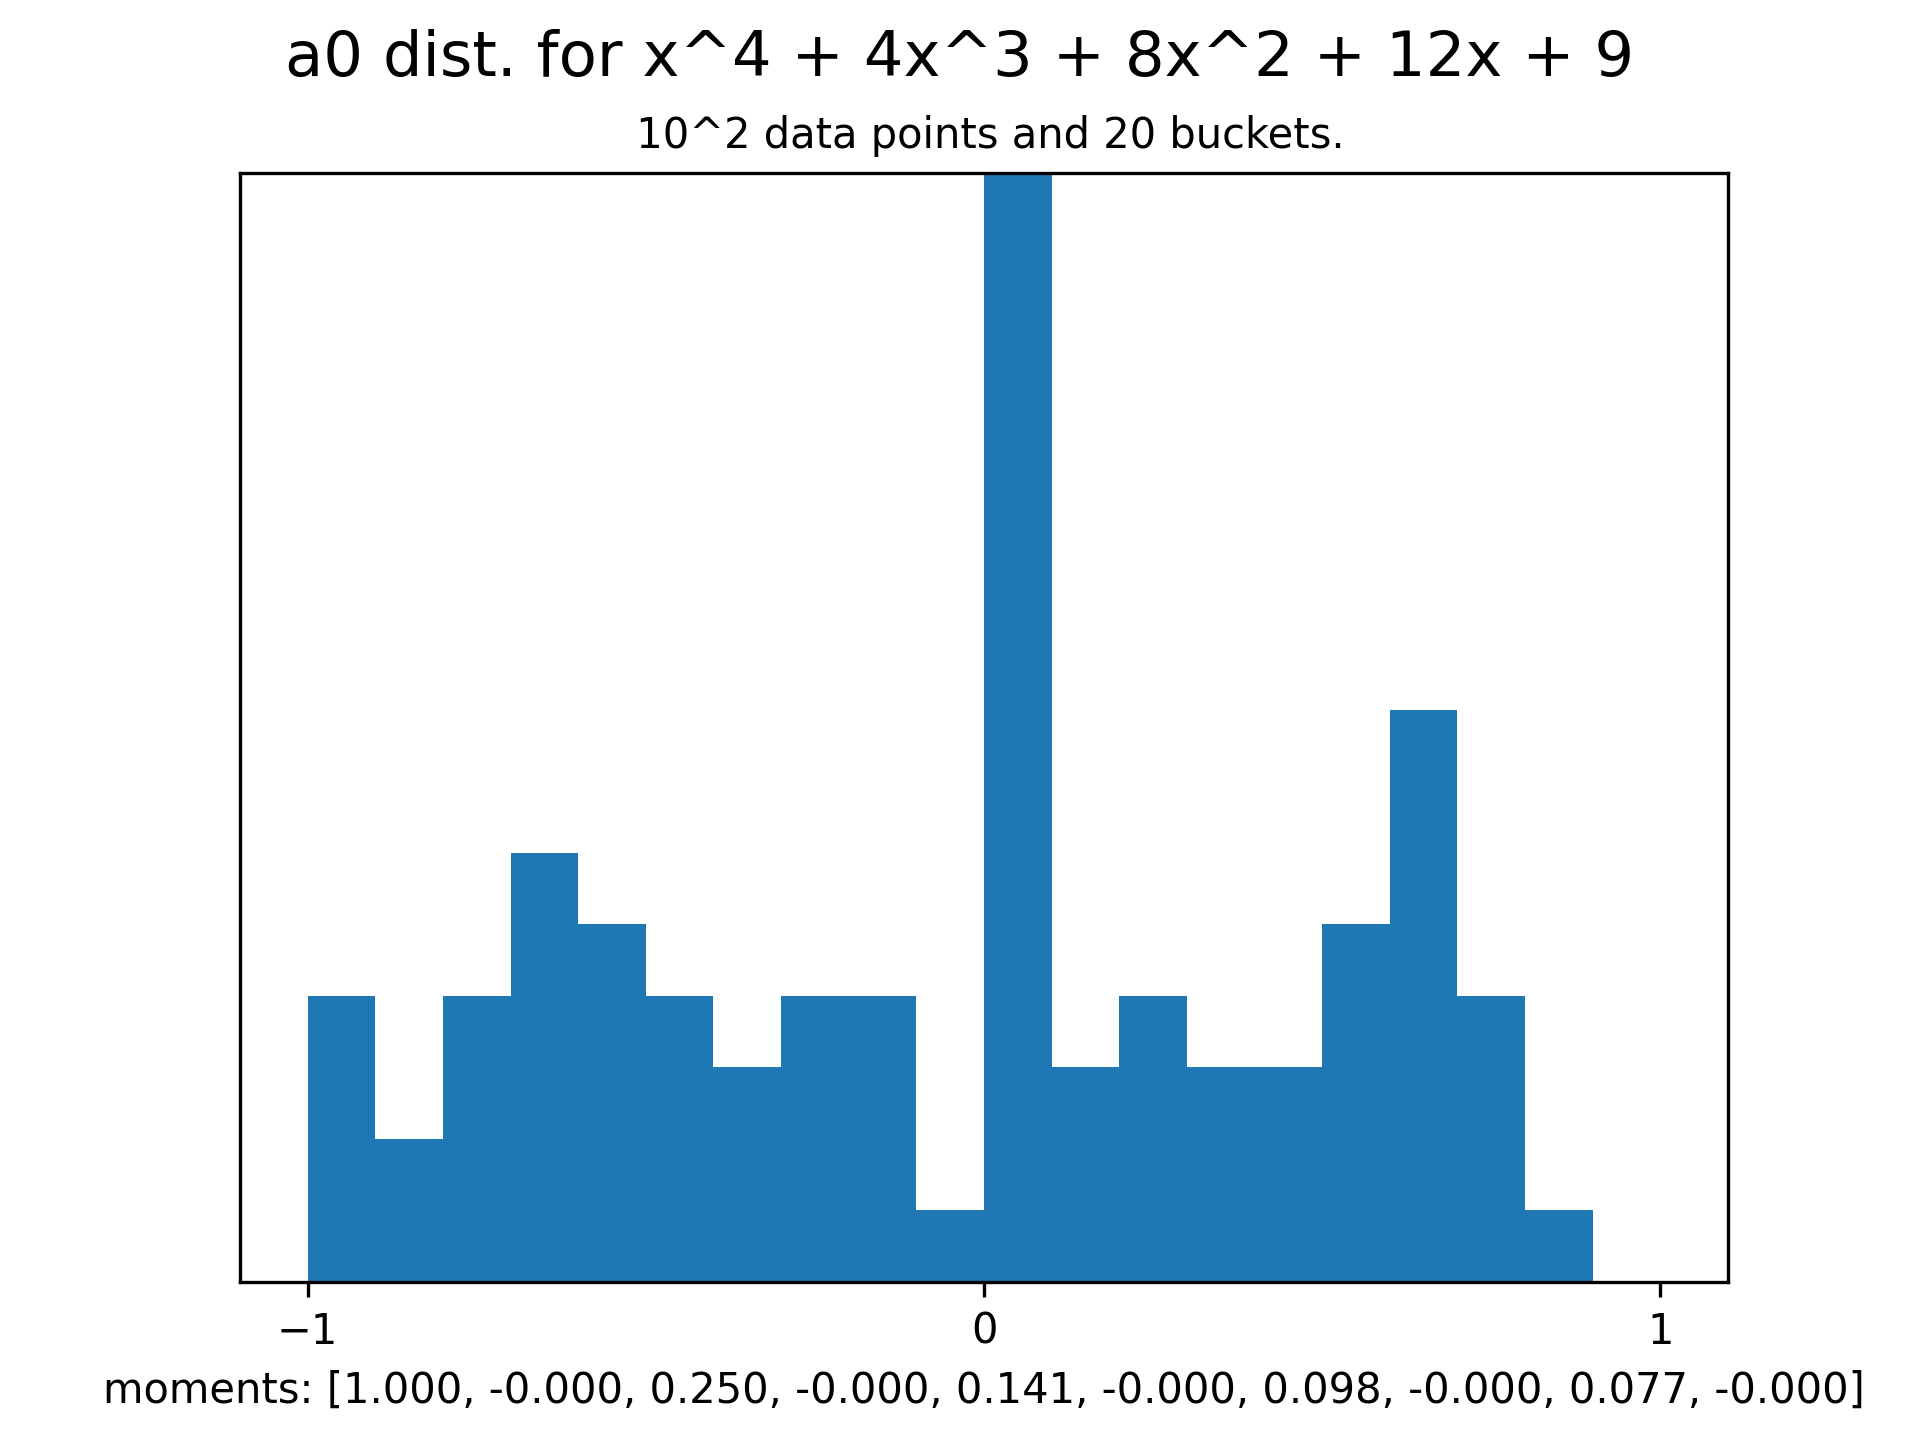 a0 dist. for x^4 + 4x^3 + 8x^2 + 12x + 9
10^2 data points and 20 buckets.
−1 0 1
moments: [1.000, -0.000, 0.250, -0.000, 0.141, -0.000, 0.098, -0.000, 0.077, -0.000]